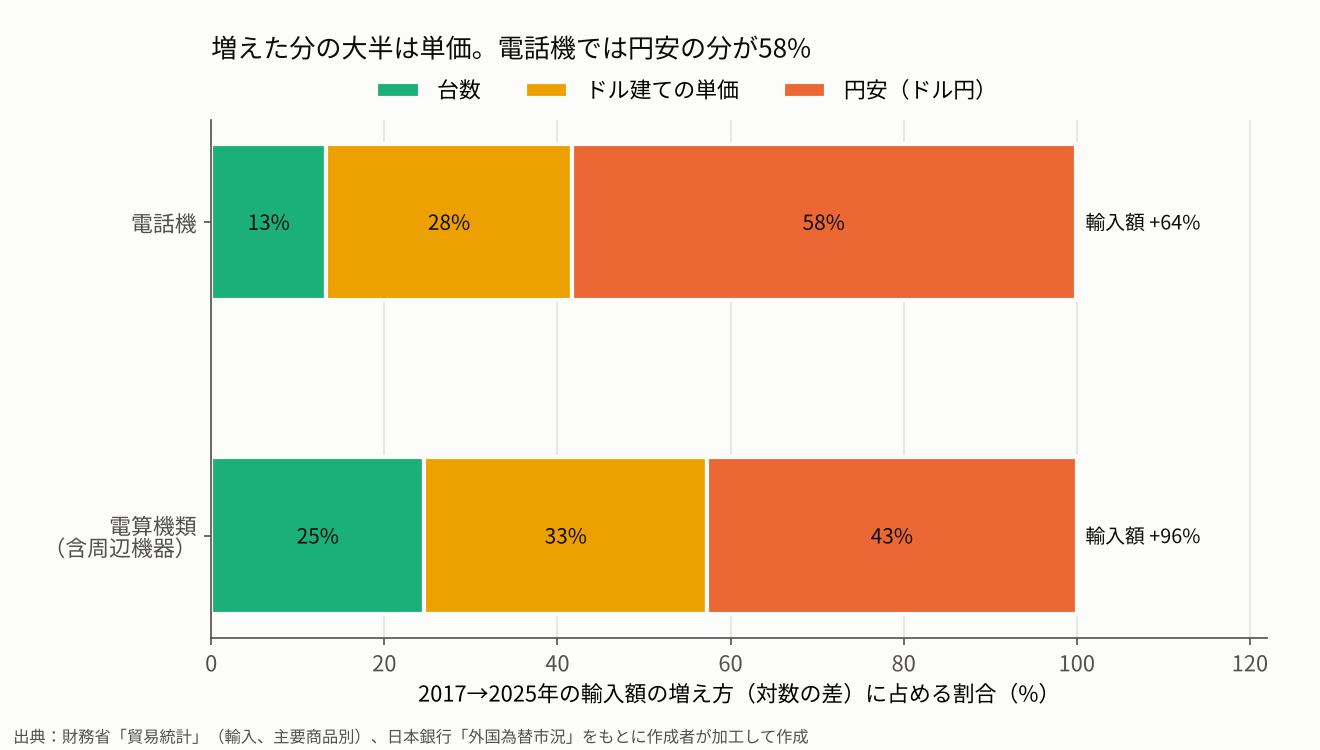 増えた分の大半は単価。電話機では円安の分が58%
台数 ドル建ての単価 円安（ドル円）
電話機 13% 28% 58% 輸入額 +64%
電算機類
（含周辺機器） 25% 33% 43% 輸入額 +96%
0 20 40 60 80 100 120
2017→2025年の輸入額の増え方（対数の差）に占める割合（%）
出典：財務省「貿易統計」（輸入、主要商品別）、日本銀行「外国為替市況」をもとに作成者が加工して作成